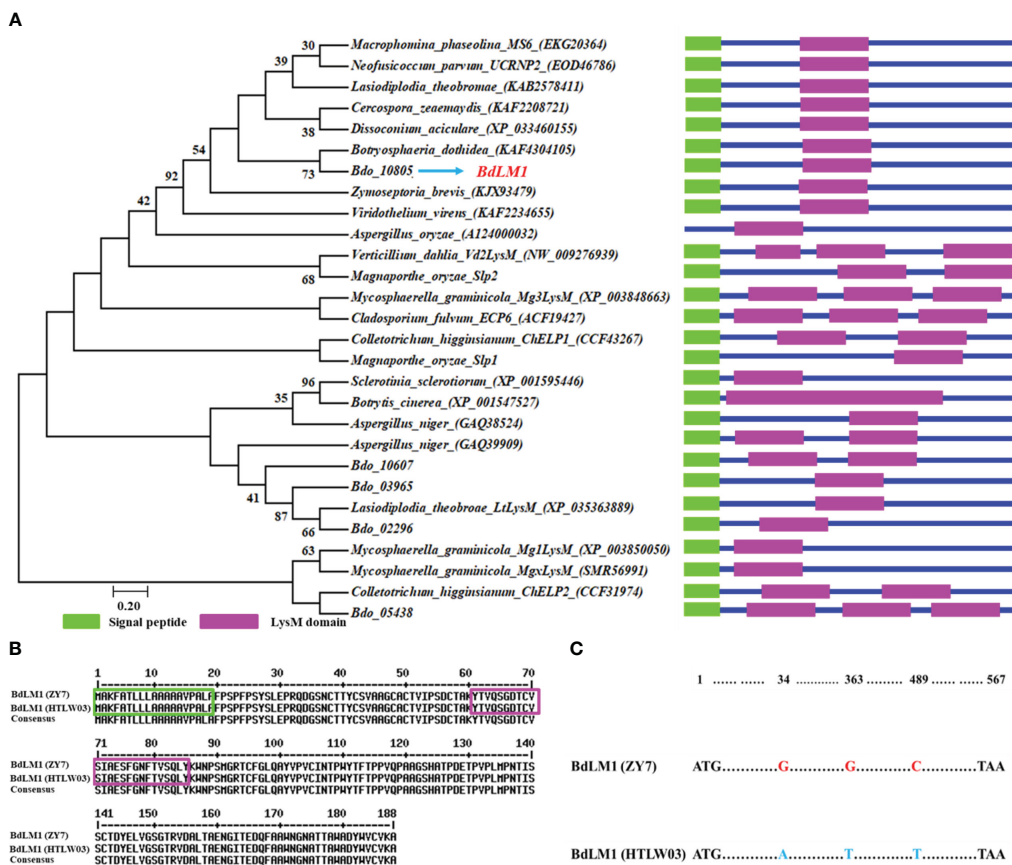 A
30
Macrophomina_phaseolina_MS6_(EKG20364)
39
Neofusicoccum_parvum_UCRNP2_(EOD46786)
Lasiodiplodia_theobromae_(KAB2578411)
Cercospora_zeaemaydis_(KAF2208721)
38
Dissoconium_aciculare_(XP_033460155)
54
Botryosphaeria_dothidea_(KAF4304105)
73
Bdo_10805 BdLM1
92
Zymoseptoria_brevis_(KJX93479)
42
Viridothelium_virens_(KAF2234655)
Aspergillus_oryzae_(A124000032)
Verticillium_dahlia_Vd2LysM_(NW_009276939)
68
Magnaporthe_oryzae_Slp2
Mycosphaerella_graminicola_Mg3LysM_(XP_003848663)
Cladosporium_fulvum_ECP6_(ACF19427)
Colletotrichum_higginsianum_ChELP1_(CCF43267)
Magnaporthe_oryzae_Slp1
96
Sclerotinia_sclerotiorum_(XP_001595446)
35
Botrytis_cinerea_(XP_001547527)
Aspergillus_niger_(GAQ38524)
Aspergillus_niger_(GAQ39909)
Bdo_10607
41
Bdo_03965
87
Lasiodiplodia_theobroae_LtLysM_(XP_035363889)
66
Bdo_02296
63
Mycosphaerella_graminicola_Mg1LysM_(XP_003850050)
Mycosphaerella_graminicola_MgxLysM_(SMR56991)
Colletotrichum_higginsianum_ChELP2_(CCF31974)
0.20
Bdo_05438
Signal peptide LysM domain
B
1 10 20 30 40 50 60 70
BdLM1 (ZY7) MAKFATLLLAAAAAVPALAFPSPFPSYSLEPRQDGSNCTTYCSVAAGCACTVIPSDCTAKYTVQSGDTCV
BdLM1 (HTLW03) MAKFATLLLAAAAAVPALAFPSPFPSYSLEPRQDGSNCTTYCSVAAGCACTVIPSDCTAKYTVQSGDTCV
Consensus MAKFATLLLAAAAAVPALAFPSPFPSYSLEPRQDGSNCTTYCSVAAGCACTVIPSDCTAKYTVQSGDTCV
71 80 90 100 110 120 130 140
BdLM1 (ZY7) SIAESFGNFTVSQLYKWNPSMGRTCFGLQAYYPVCINTPWYTFTPPVQPAAGSHATPDETPVPLMPNTIS
BdLM1 (HTLW03) SIAESFGNFTVSQLYKWNPSMGRTCFGLQAYYPVCINTPWYTFTPPVQPAAGSHATPDETPVPLMPNTIS
Consensus SIAESFGNFTVSQLYKWNPSMGRTCFGLQAYYPVCINTPWYTFTPPVQPAAGSHATPDETPVPLMPNTIS
141 150 160 170 180 188
BdLM1 (ZY7) SCTDYELVGSGTRVDALTAENGITEDQFAAWNGNATTAWADYWVCVKA
BdLM1 (HTLW03) SCTDYELVGSGTRVDALTAENGITEDQFAAWNGNATTAWADYWVCVKA
Consensus SCTDYELVGSGTRVDALTAENGITEDQFAAWNGNATTAWADYWVCVKA
C
1 ...... 34 363 489 ...... 567
BdLM1 (ZY7) ATG............G............G............C............TAA
BdLM1 (HTLW03) ATG............A............T............T............TAA